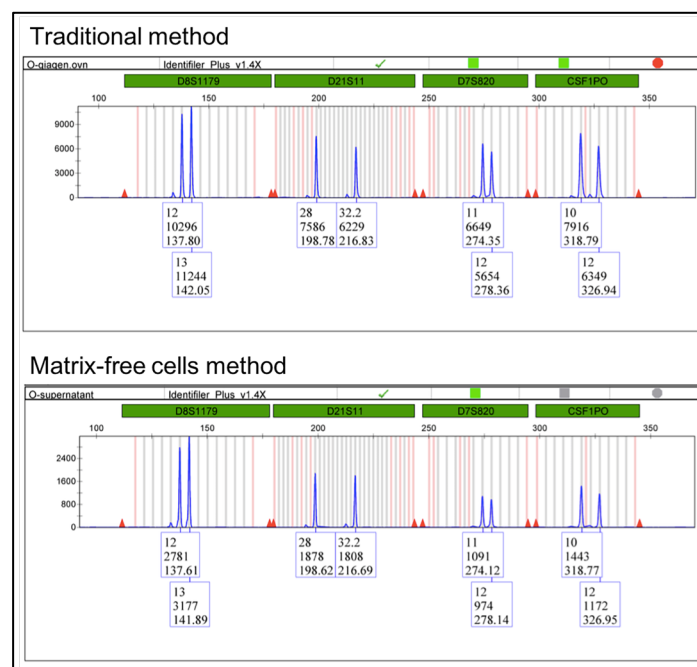 Traditional method
O-qiagen.ovn Identifiler_Plus_v1.4X
D8S1179 D21S11 D7S820 CSF1PO
100 150 200 250 300 350
9000
6000
3000
0
12 28 32.2 11 10
10296 7586 6229 6649 7916
137.80 198.78 216.83 274.35 318.79
13 12 12
11244 5654 6349
142.05 278.36 326.94
Matrix-free cells method
O-supernatant Identifiler_Plus_v1.4X
D8S1179 D21S11 D7S820 CSF1PO
100 150 200 250 300 350
2400
1600
800
0
12 28 32.2 11 10
2781 1878 1808 1091 1443
137.61 198.62 216.69 274.12 318.77
13 12 12
3177 974 1172
141.89 278.14 326.95